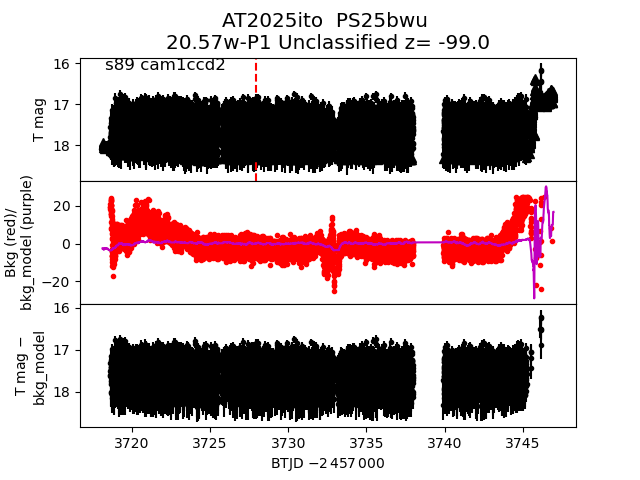 AT2025ito  PS25bwu
20.57w-P1 Unclassified z= -99.0
s89 cam1ccd2
T mag
16
17
18
Bkg (red)/
bkg_model (purple)
20
0
−20
T mag −
bkg_model
16
17
18
3720 3725 3730 3735 3740 3745
BTJD −2 457 000